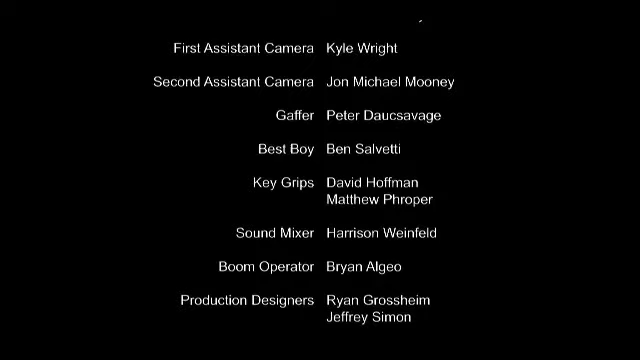 First Assistant Camera Kyle Wright
Second Assistant Camera Jon Michael Mooney
Gaffer Peter Daucsavage
Best Boy Ben Salvetti
Key Grips David Hoffman
Matthew Phroper
Sound Mixer Harrison Weinfeld
Boom Operator Bryan Algeo
Production Designers Ryan Grossheim
Jeffrey Simon